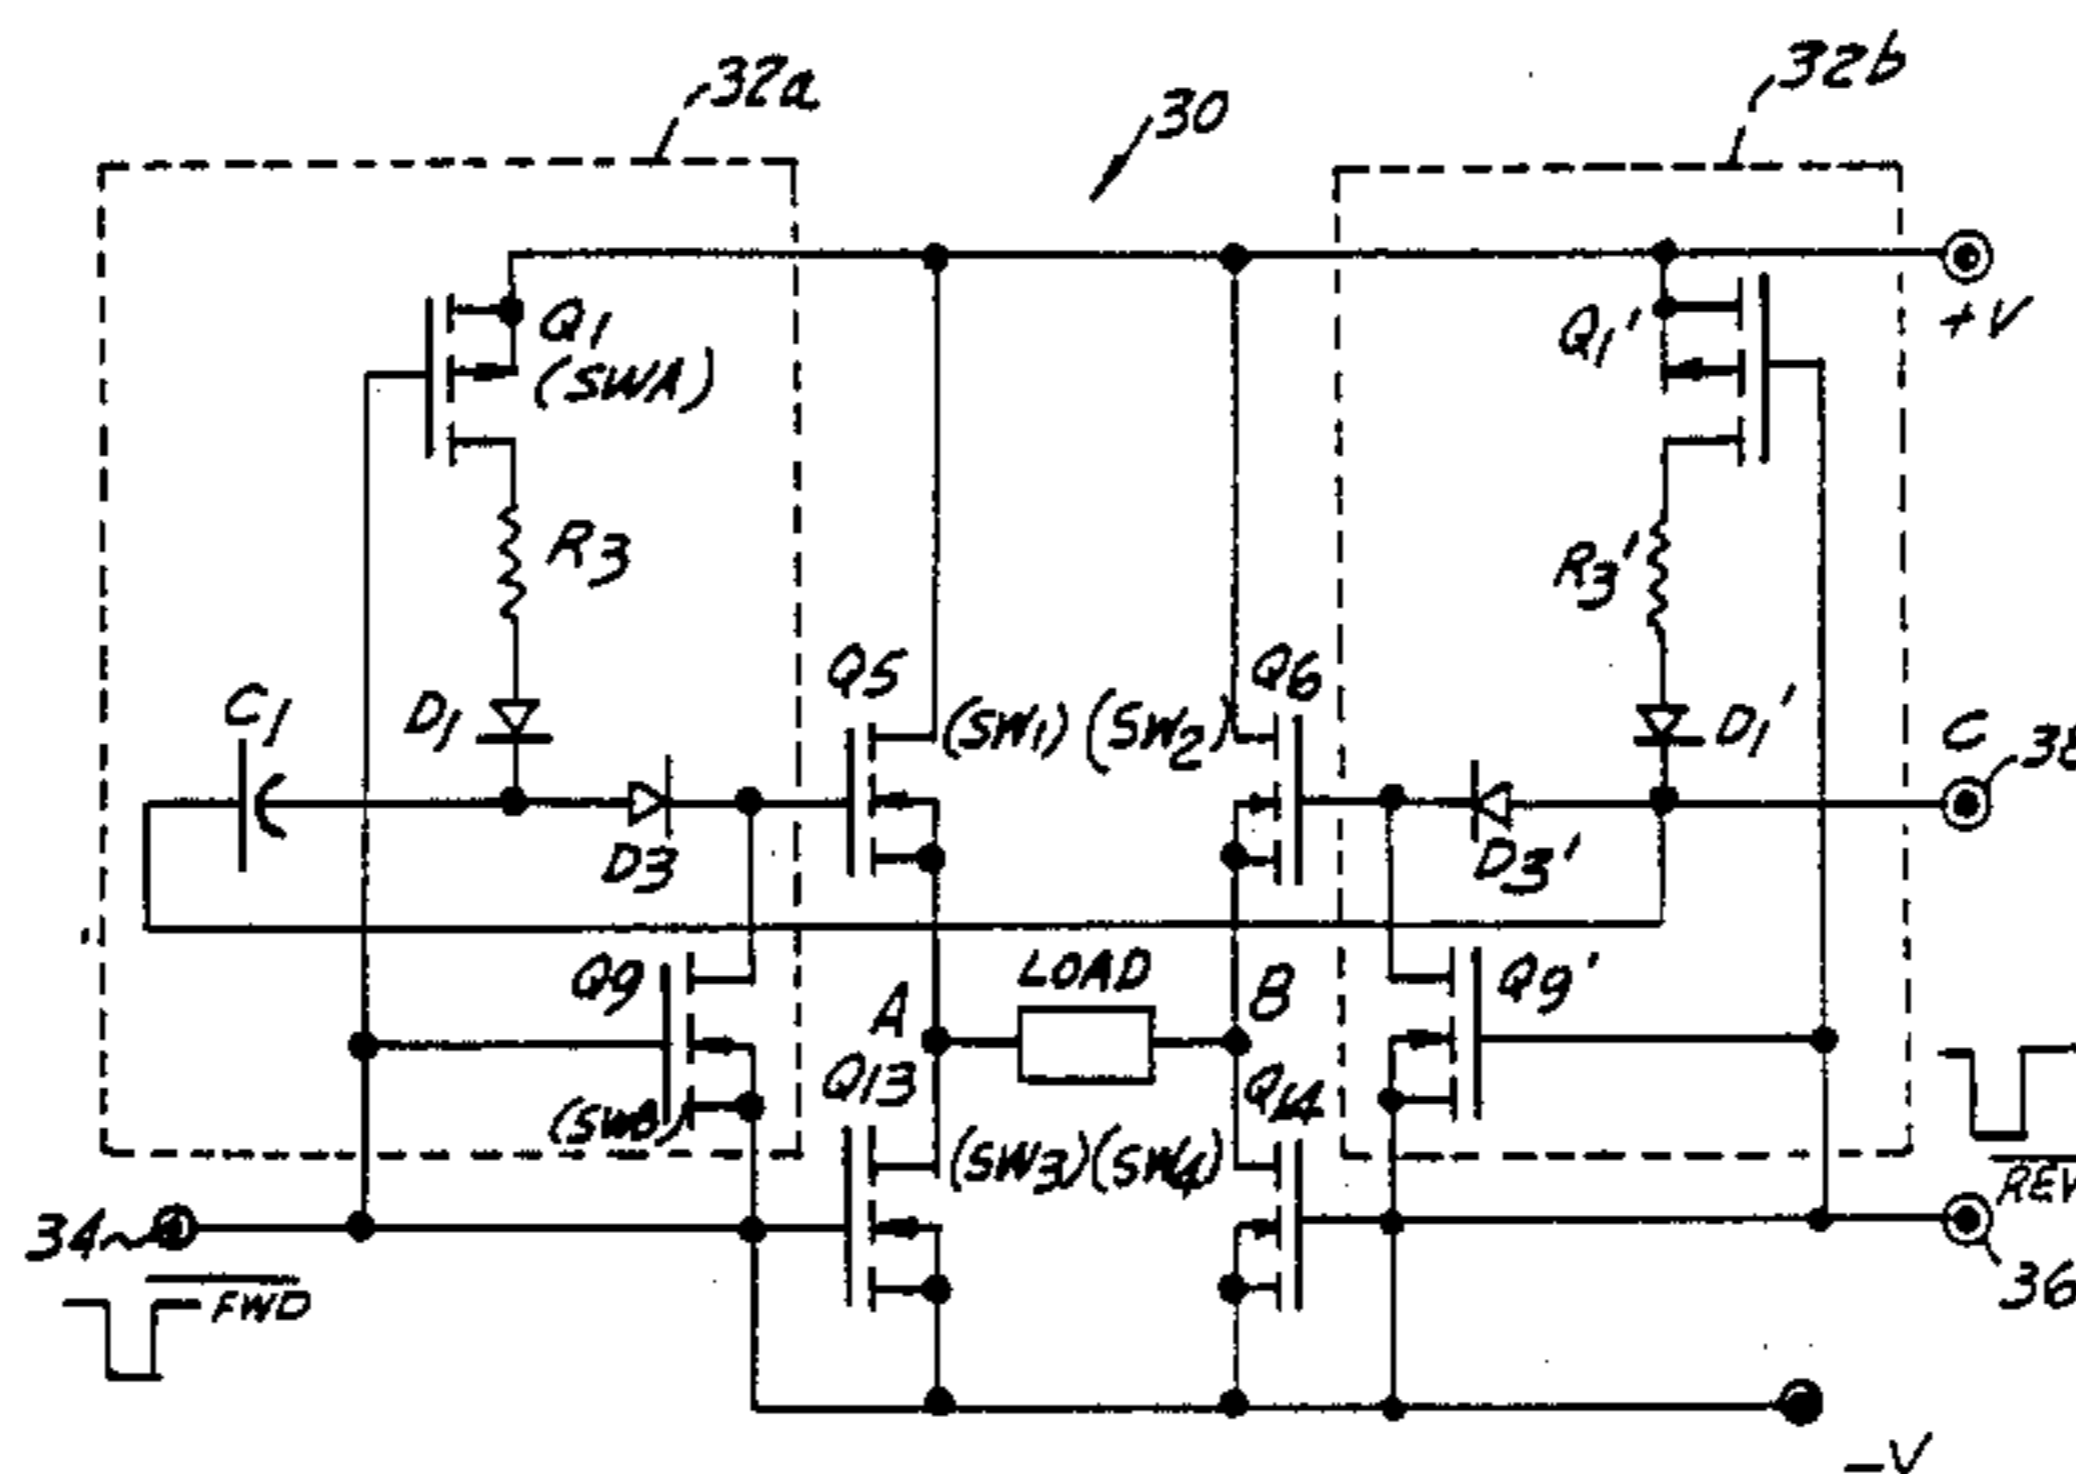 32a
30
32b
Q1
(SWA)
Q1'
+V
R3
R3'
C1
D1
Q5
(SW1) (SW2)
Q6
D1'
C
D3
D3'
Q9
(SWB)
A
LOAD
B
Q9'
Q13
Q14
(SW3) (SW4)
34
FWD
REV
36
-V